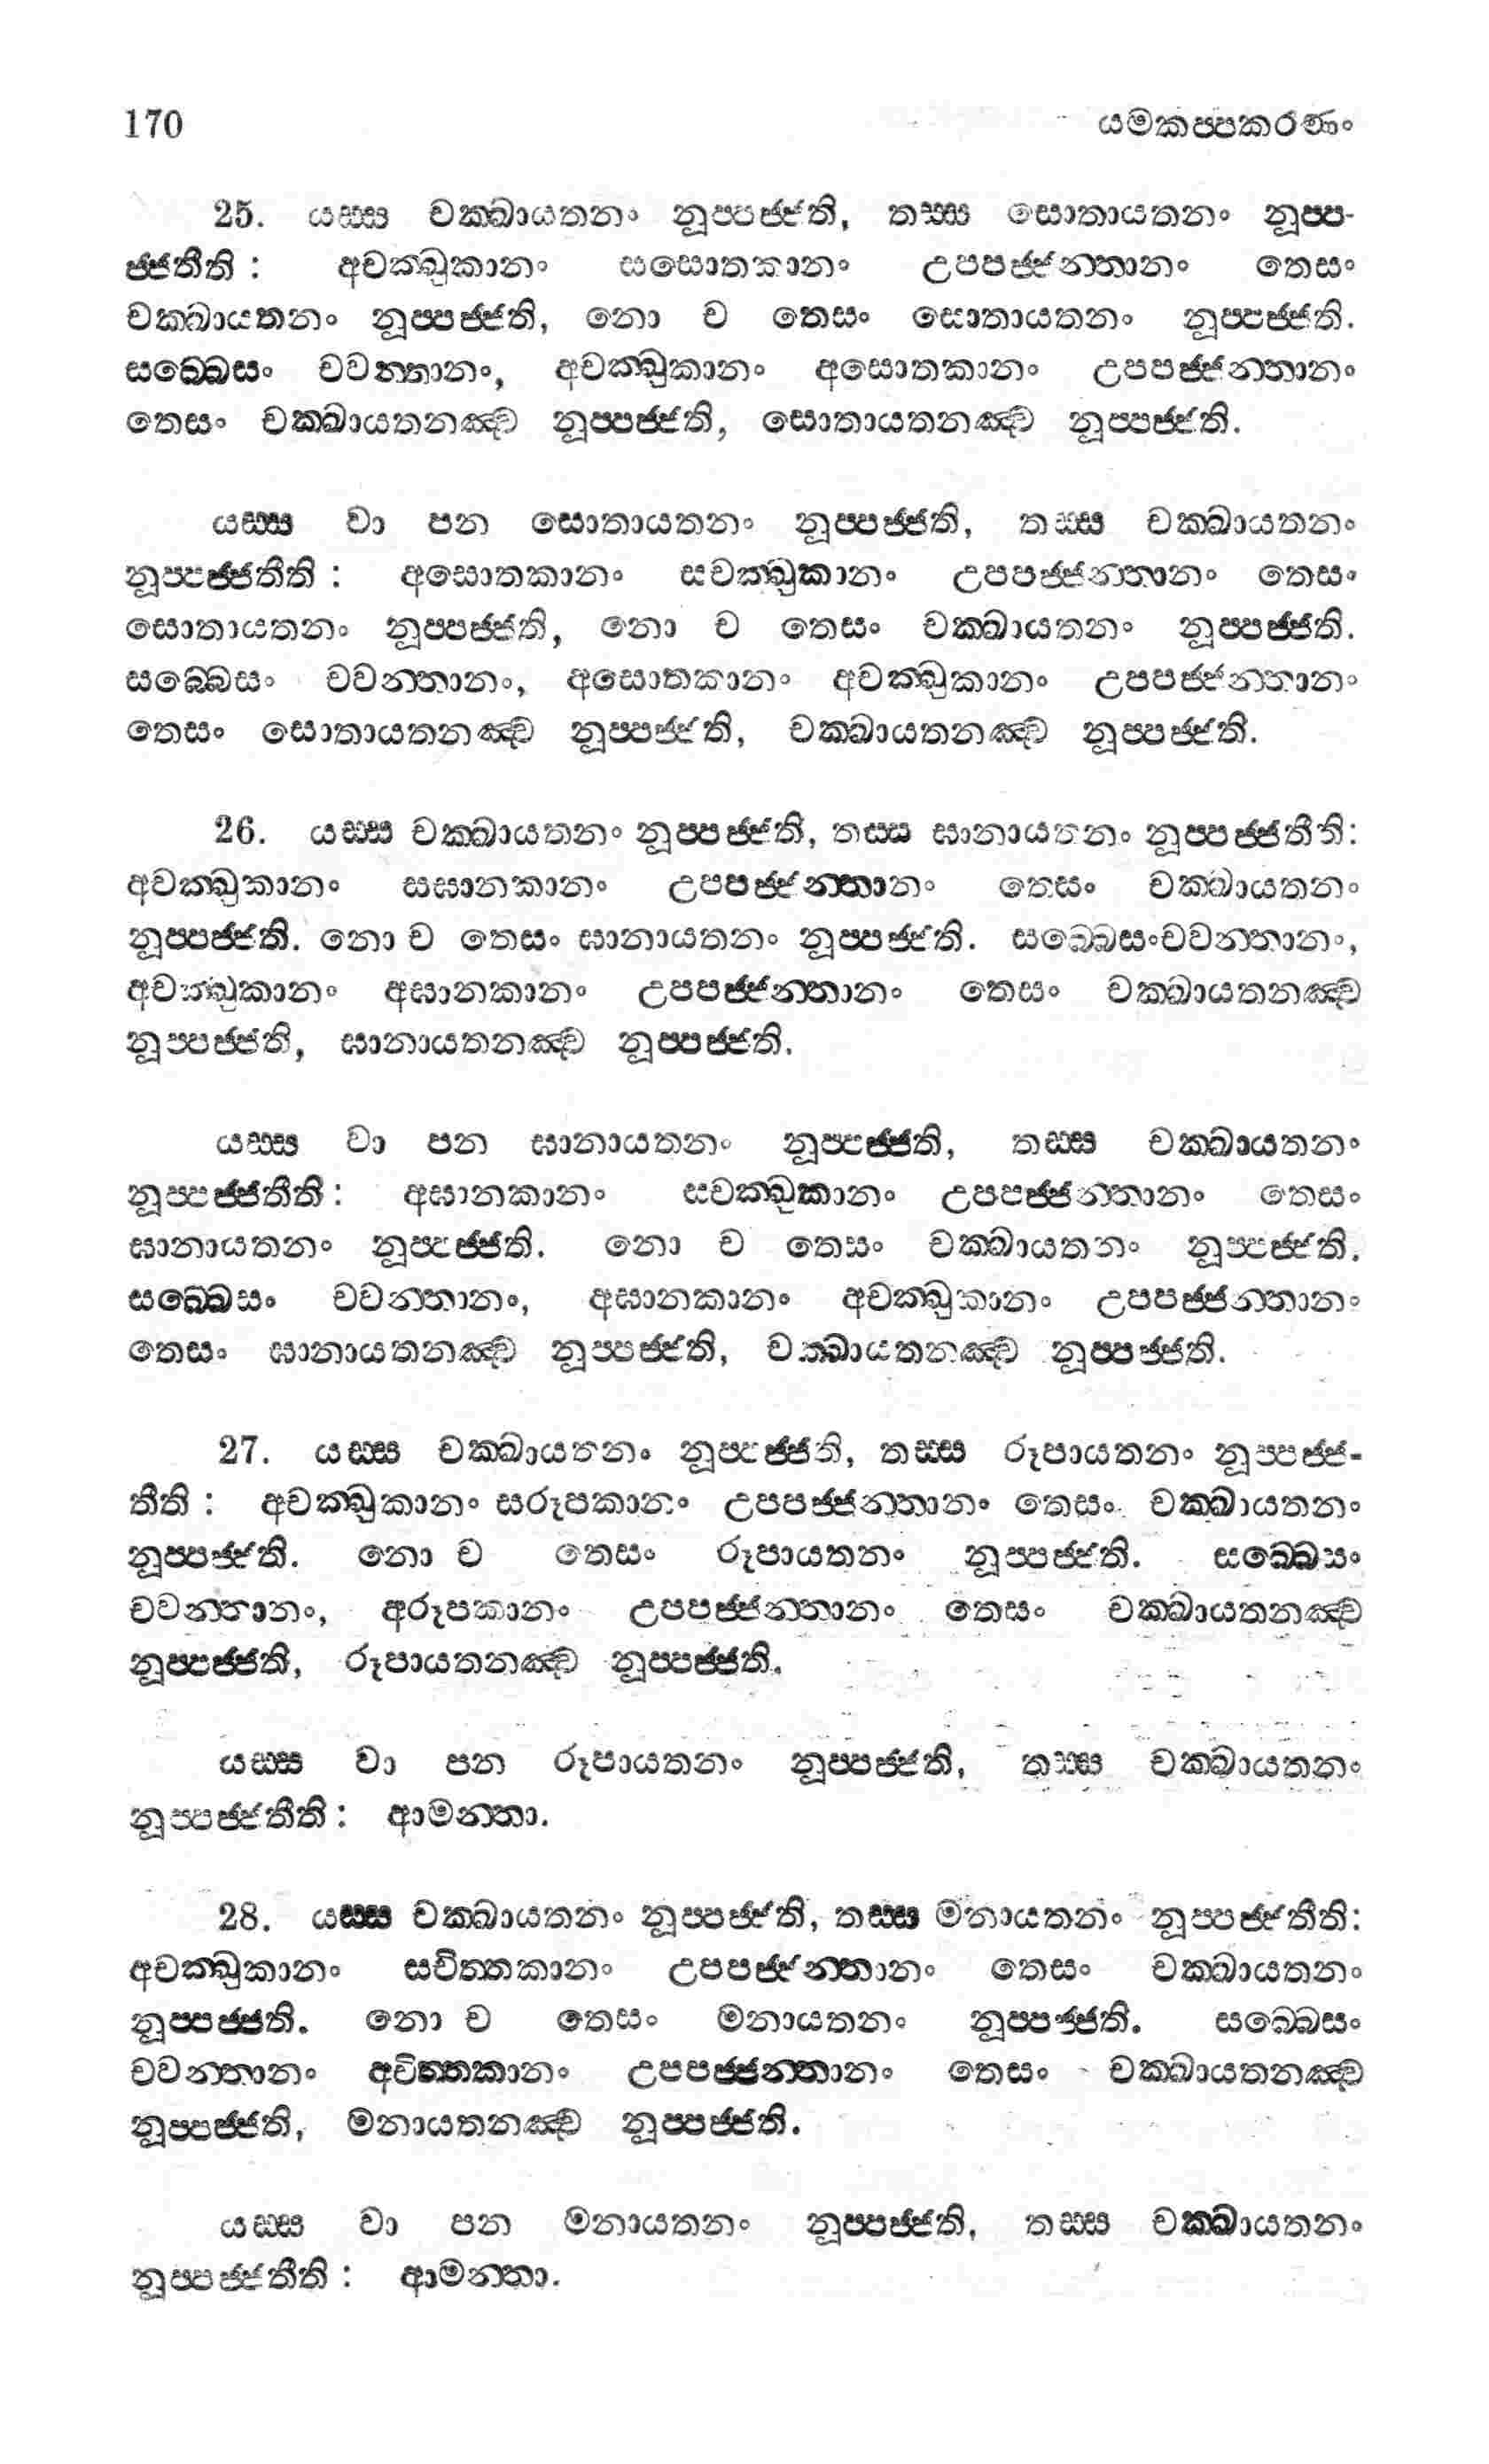 170 යමකප්පකරණං
25. යස්ස චක්ඛායතනං නූප්පජ්ජති, තස්ස සොතායතනං නූප්ප-
ජ්ජතීති : අචක්ඛුකානං සසොතකානං උපපජ්ජන්තානං තෙසං
චක්ඛායතනං නූප්පජ්ජති, නො ච තෙසං සොතායතනං නූප්පජ්ජති.
සබ්බෙසං චවන්තානං, අචක්ඛුකානං අසොතකානං උපපජ්ජන්තානං
තෙසං චක්ඛායතනඤ්ච නූප්පජ්ජති, සොතායතනඤ්ච නූප්පජ්ජති.
යස්ස වා පන සොතායතනං නූප්පජ්ජති, තස්ස චක්ඛායතනං
නූප්පජ්ජතීති : අසොතකානං සචක්ඛුකානං උපපජ්ජන්තානං තෙසං
සොතායතනං නූප්පජ්ජති, නො ච තෙසං චක්ඛායතනං නූප්පජ්ජති.
සබ්බෙසං චවන්තානං, අසොතකානං අචක්ඛුකානං උපපජ්ජන්තානං
තෙසං සොතායතනඤ්ච නූප්පජ්ජති, චක්ඛායතනඤ්ච නූප්පජ්ජති.
26. යස්ස චක්ඛායතනං නූප්පජ්ජති, තස්ස ඝානායතනං නූප්පජ්ජතීති:
අචක්ඛුකානං සඝානකානං උපපජ්ජන්තානං තෙසං චක්ඛායතනං
නූප්පජ්ජති. නො ච තෙසං ඝානායතනං නූප්පජ්ජති. සබ්බෙසංචවන්තානං,
අචක්ඛුකානං අඝානකානං උපපජ්ජන්තානං තෙසං චක්ඛායතනඤ්ච
නූප්පජ්ජති, ඝානායතනඤ්ච නූප්පජ්ජති.
යස්ස වා පන ඝානායතනං නූප්පජ්ජති, තස්ස චක්ඛායතනං
නූප්පජ්ජතීති : අඝානකානං සචක්ඛුකානං උපපජ්ජන්තානං තෙසං
ඝානායතනං නූප්පජ්ජති. නො ච තෙසං චක්ඛායතනං නූප්පජ්ජති.
සබ්බෙසං චවන්තානං, අඝානකානං අචක්ඛුකානං උපපජ්ජන්තානං
තෙසං ඝානායතනඤ්ච නූප්පජ්ජති, චක්ඛායතනඤ්ච නූප්පජ්ජති.
27. යස්ස චක්ඛායතනං නූප්පජ්ජති, තස්ස රූපායතනං නූප්පජ්ජ-
තීති : අචක්ඛුකානං සරූපකානං උපපජ්ජන්තානං තෙසං චක්ඛායතනං
නූප්පජ්ජති. නො ච තෙසං රූපායතනං නූප්පජ්ජති. සබ්බෙසං
චවන්තානං, අරූපකානං උපපජ්ජන්තානං තෙසං චක්ඛායතනඤ්ච
නූප්පජ්ජති, රූපායතනඤ්ච නූප්පජ්ජති.
යස්ස වා පන රූපායතනං නූප්පජ්ජති, තස්ස චක්ඛායතනං
නූප්පජ්ජතීති : ආමන්තා.
28. යස්ස චක්ඛායතනං නූප්පජ්ජති, තස්ස මනායතනං නූප්පජ්ජතීති:
අචක්ඛුකානං සචිත්තකානං උපපජ්ජන්තානං තෙසං චක්ඛායතනං
නූප්පජ්ජති. නො ච තෙසං මනායතනං නූප්පජ්ජති. සබ්බෙසං
චවන්තානං අචිත්තකානං උපපජ්ජන්තානං තෙසං චක්ඛායතනඤ්ච
නූප්පජ්ජති, මනායතනඤ්ච නූප්පජ්ජති.
යස්ස වා පන මනායතනං නූප්පජ්ජති, තස්ස චක්ඛායතනං
නූප්පජ්ජතීති : ආමන්තා.